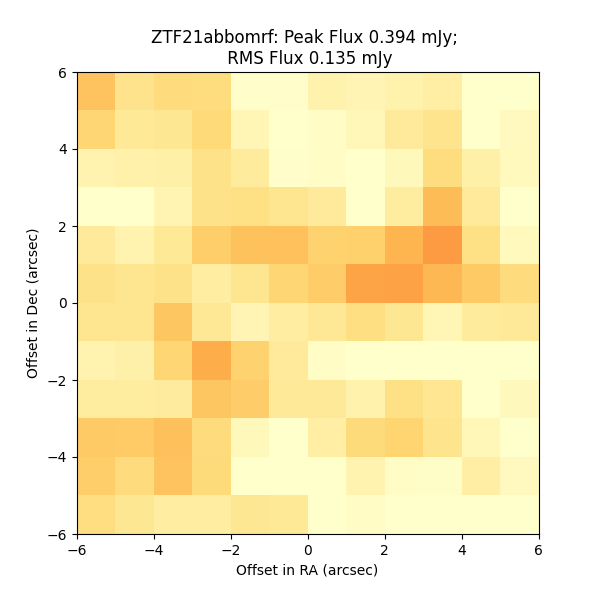 ZTF21abbomrf: Peak Flux 0.394 mJy;
RMS Flux 0.135 mJy
6
4
2
0
−2
−4
−6
Offset in Dec (arcsec)
−6 −4 −2 0 2 4 6
Offset in RA (arcsec)